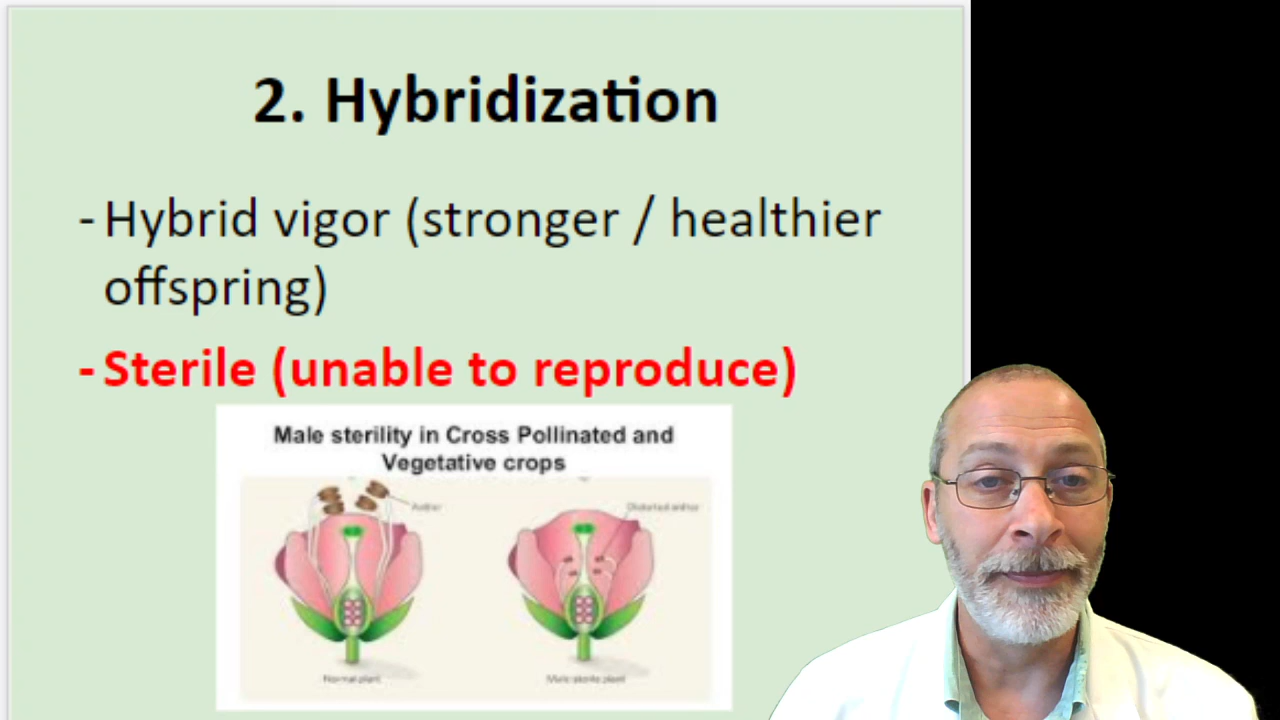 2. Hybridization
- Hybrid vigor (stronger / healthier
offspring)
- Sterile (unable to reproduce)
Male sterility in Cross Pollinated and
Vegetative crops
Anther
Distorted anther
Normal plant
Male sterile plant